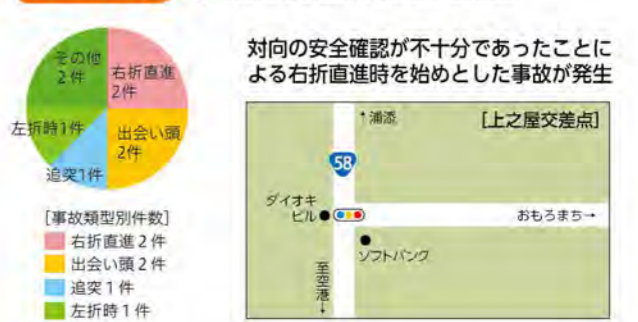 対向の安全確認が不十分であったことに
よる右折直進時を始めとした事故が発生
その他
2件
右折直進
2件
左折時1件
出会い頭
2件
追突1件
[事故類型別件数]
右折直進2件
出会い頭2件
追突1件
左折時1件
↑浦添
[上之屋交差点]
58
ダイオキ
ビル
おもろまち→
ソフトバンク
至空港→